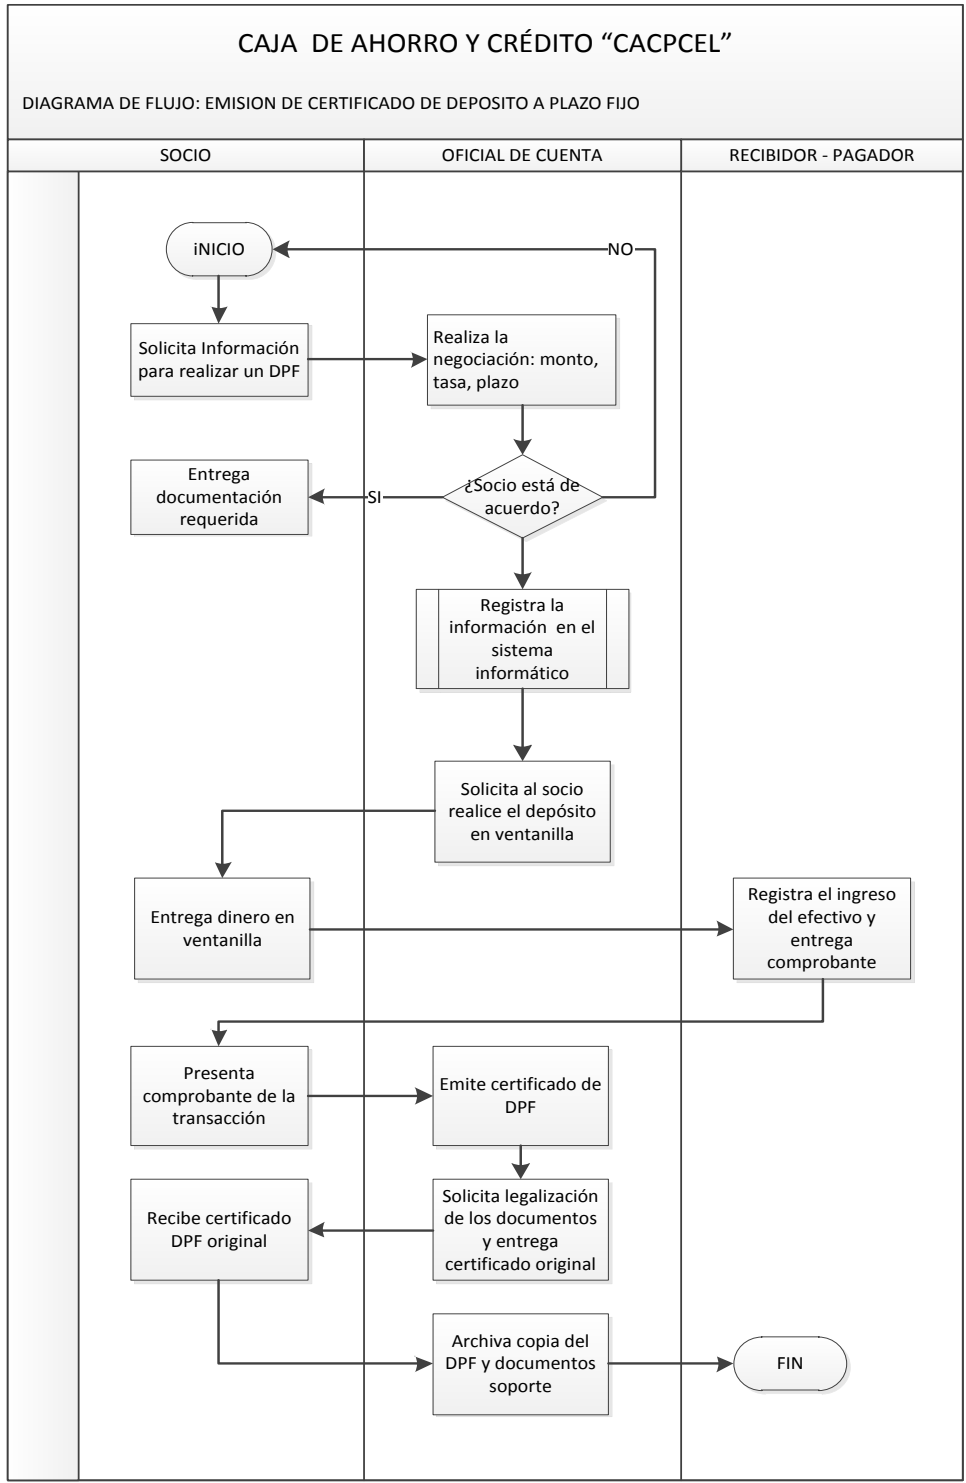 CAJA  DE AHORRO Y CRÉDITO “CACPCEL”
DIAGRAMA DE FLUJO: EMISION DE CERTIFICADO DE DEPOSITO A PLAZO FIJO
SOCIO
OFICIAL DE CUENTA
RECIBIDOR - PAGADOR
iNICIO
NO
Solicita Información
para realizar un DPF
Realiza la
negociación: monto,
tasa, plazo
Entrega
documentación
requerida
SI
¿Socio está de
acuerdo?
Registra la
información  en el
sistema
informático
Solicita al socio
realice el depósito
en ventanilla
Entrega dinero en
ventanilla
Registra el ingreso
del efectivo y
entrega
comprobante
Presenta
comprobante de la
transacción
Emite certificado de
DPF
Recibe certificado
DPF original
Solicita legalización
de los documentos
y entrega
certificado original
Archiva copia del
DPF y documentos
soporte
FIN